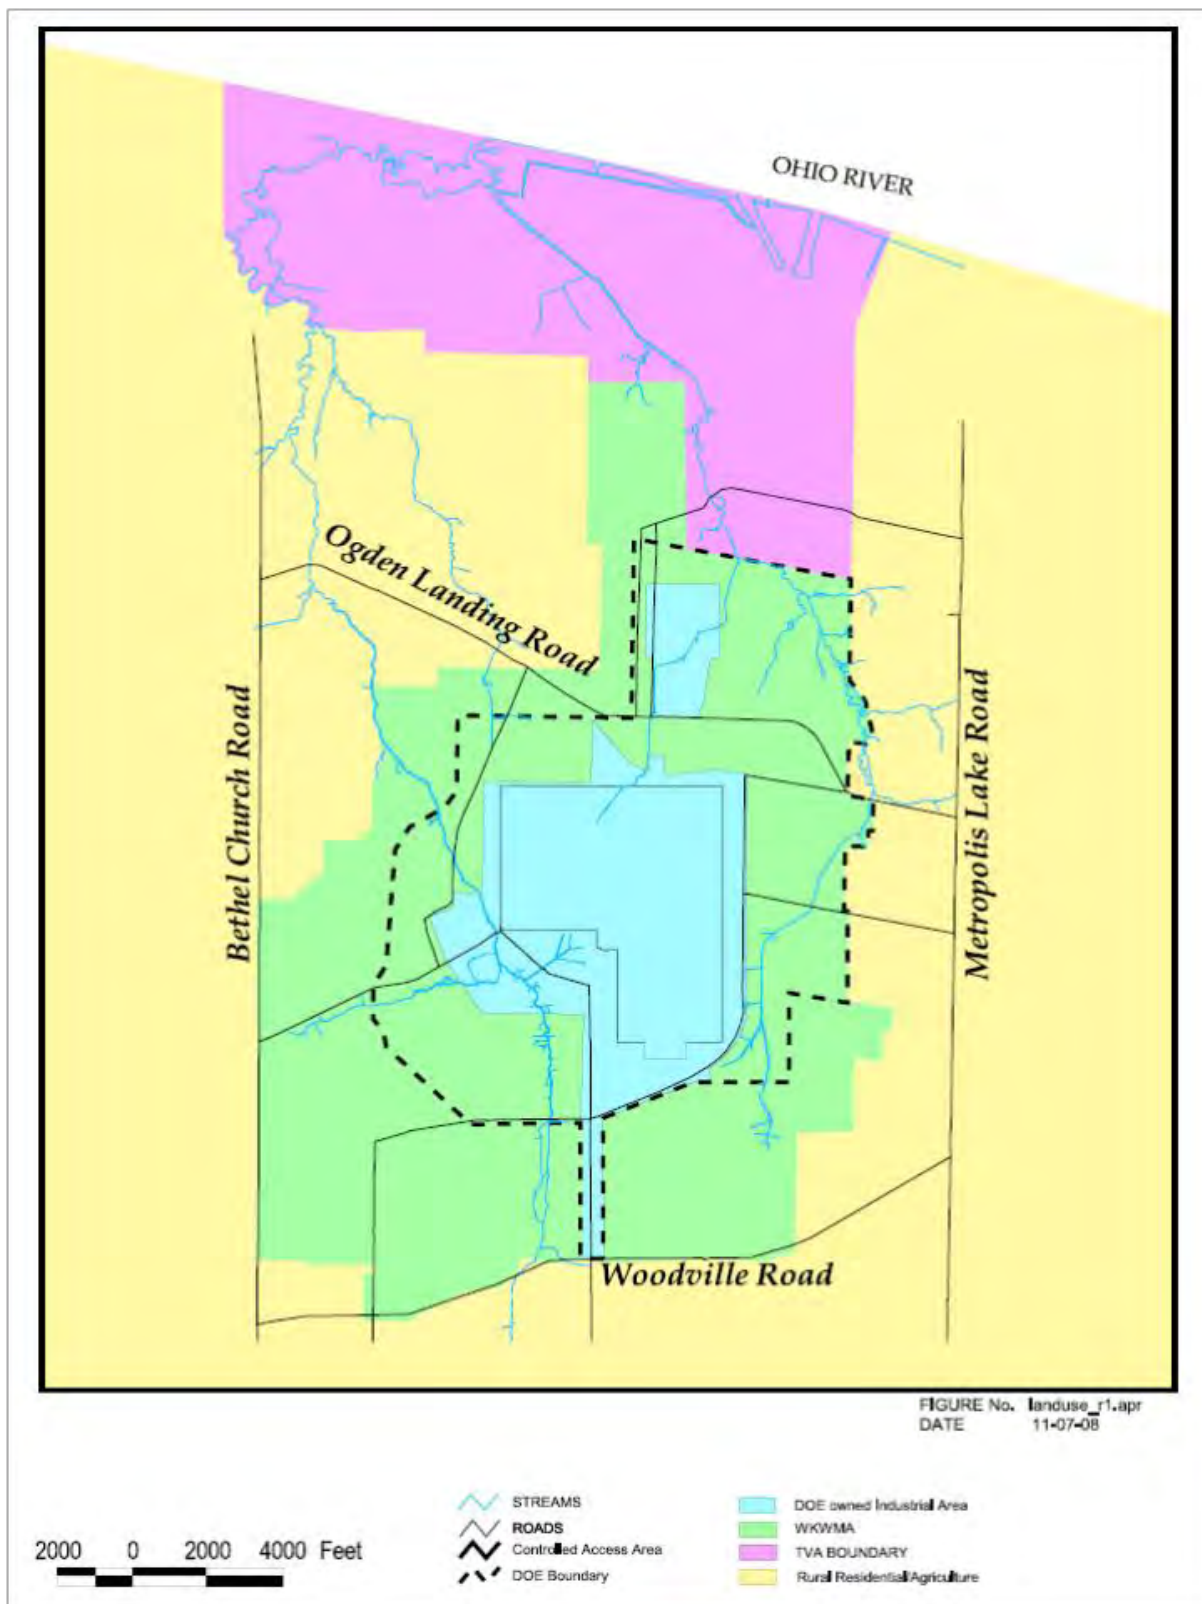 OHIO RIVER
Ogden Landing Road
Bethel Church Road
Metropolis Lake Road
Woodville Road
FIGURE No. landuse_r1.apr
DATE 11-07-08
STREAMS
ROADS
Controlled Access Area
DOE Boundary
DOE owned Industrial Area
WKWMA
TVA BOUNDARY
Rural Residential/Agriculture
2000 0 2000 4000 Feet